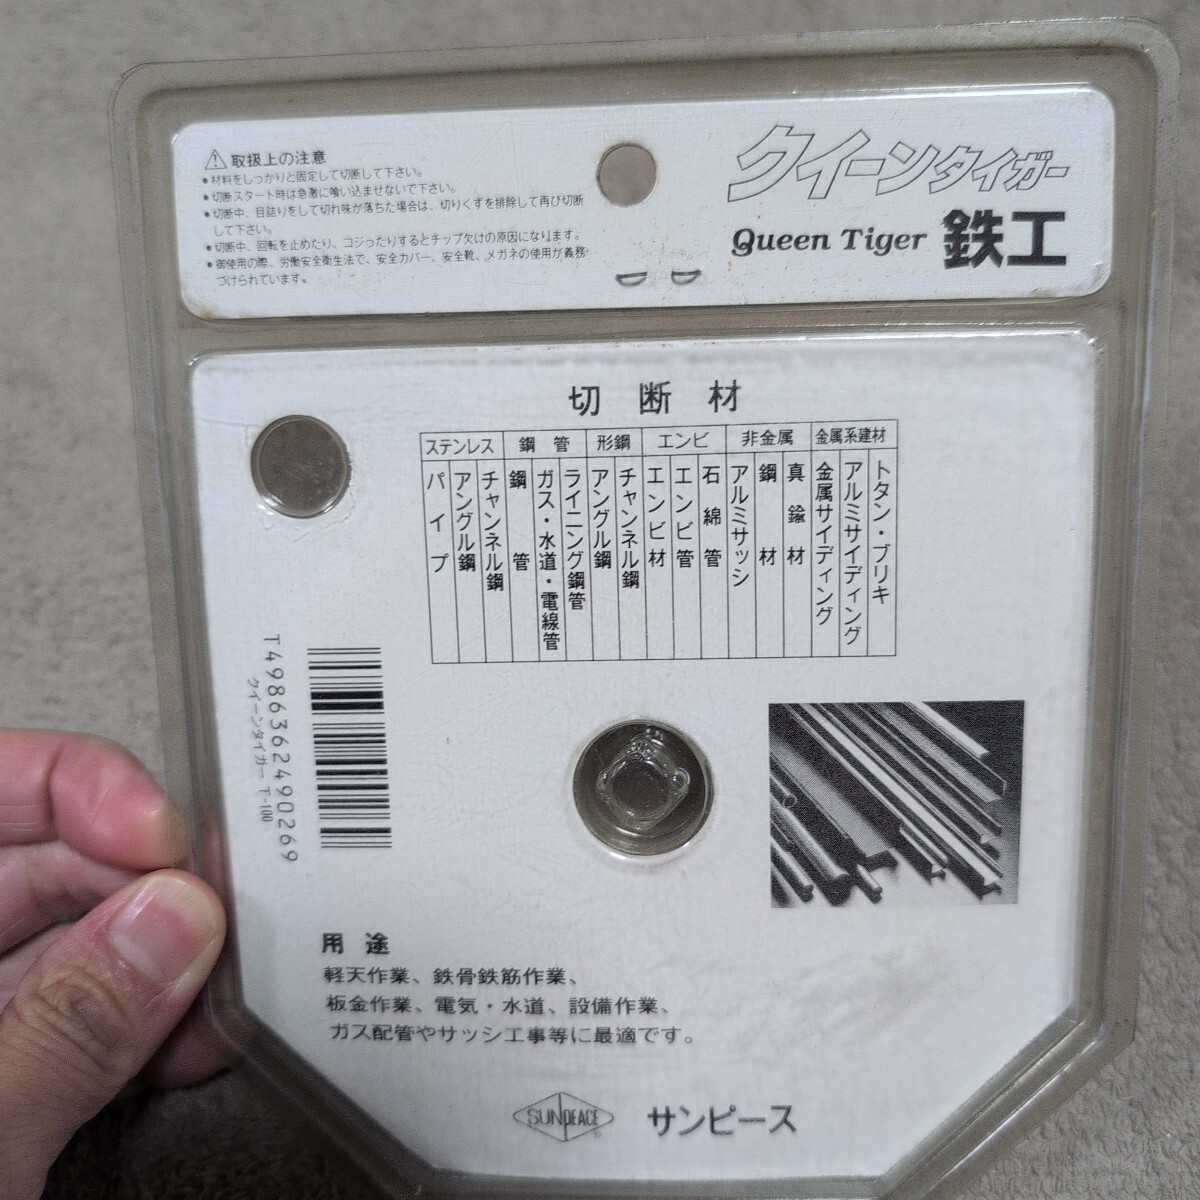 ⚠ 取扱上の注意
●材料をしっかりと固定して切断して下さい。
●切断スタート時は急激に喰い込ませないで下さい。
●切断中、目詰りをして切れ味が落ちた場合は、切りくずを排除して再び切断
して下さい。
●切断中、回転を止めたり、コジったりするとチップ欠けの原因になります。
●御使用の際、労働安全衛生法で、安全カバー、安全靴、メガネの使用が義務
づけられています。
クイーンタイガー
Queen Tiger 鉄工
切断材
ステンレス 鋼管 形鋼 エンビ 非金属 金属系建材
パイプ
アングル鋼
チャンネル鋼
鋼管
ガス・水道・電線管
ライニング鋼管
アングル鋼
チャンネル鋼
エンビ材
エンビ管
石綿管
アルミサッシ
鋼材
真鍮材
金属サイディング
アルミサイディング
トタン・ブリキ
T4986362490269
クイーンタイガー T-100
用途
軽天作業、鉄骨鉄筋作業、
板金作業、電気・水道、設備作業、
ガス配管やサッシ工事等に最適です。
SUNPEACE ® サンピース